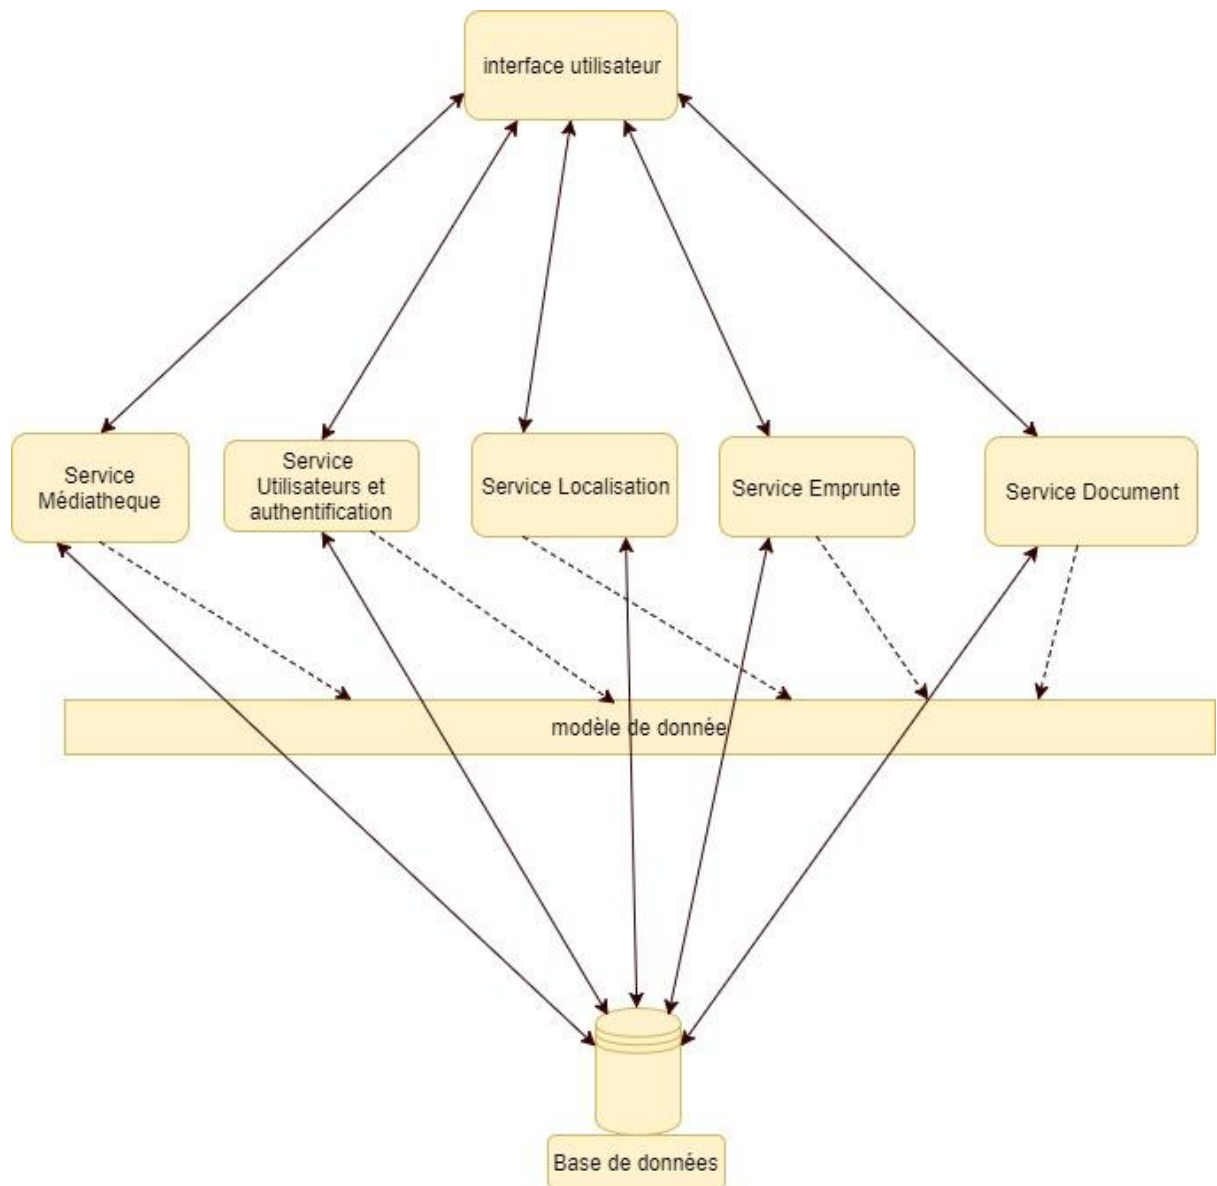 interface utilisateur
Service
Médiatheque
Service
Utilisateurs et
authentification
Service Localisation
Service Emprunte
Service Document
modèle de donnée
Base de données